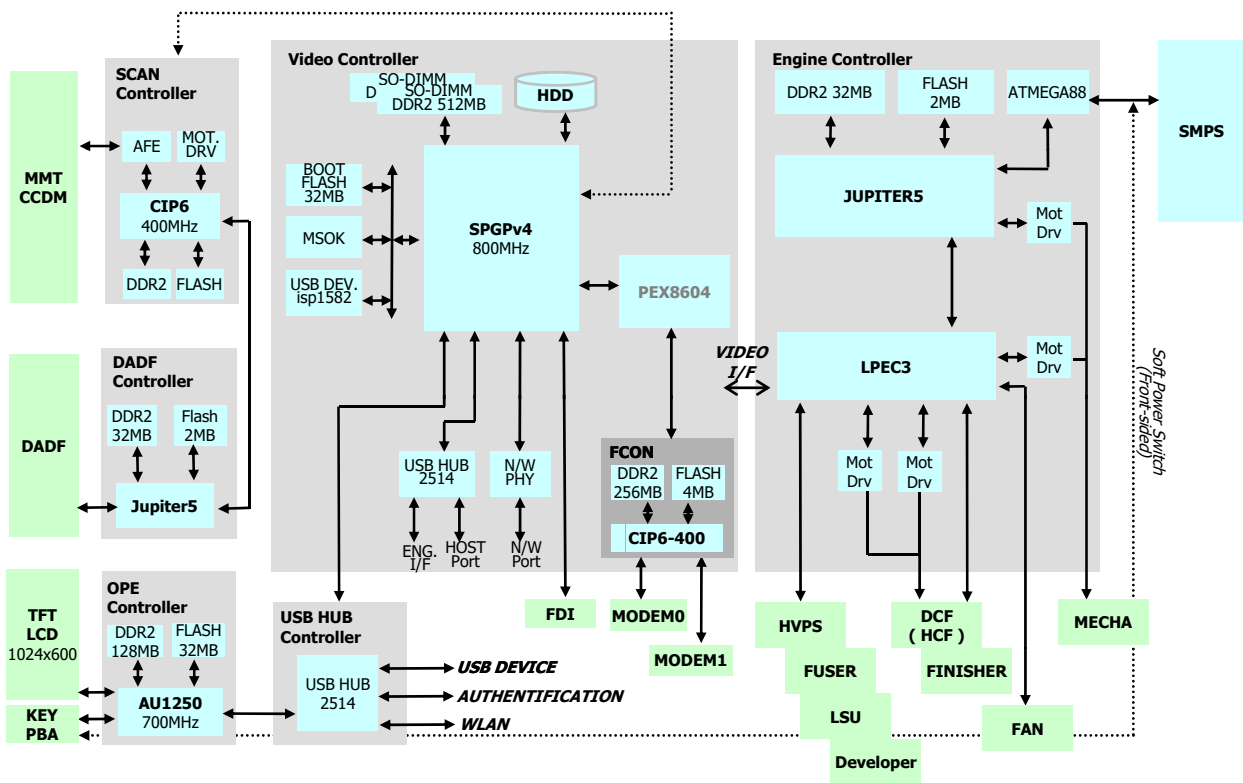 SCAN
Controller
AFE
MOT.
DRV
CIP6
400MHz
DDR2
FLASH
MMT
CCDM
DADF
Controller
DDR2
32MB
Flash
2MB
Jupiter5
DADF
OPE
Controller
DDR2
128MB
FLASH
32MB
AU1250
700MHz
TFT
LCD
1024x600
KEY
PBA
Video Controller
SO-DIMM
D
SO-DIMM
DDR2 512MB
HDD
BOOT
FLASH
32MB
MSOK
USB DEV.
isp1582
SPGPv4
800MHz
PEX8604
USB HUB
2514
N/W
PHY
ENG.
I/F
HOST
Port
N/W
Port
FCON
DDR2
256MB
FLASH
4MB
CIP6-400
FDI
MODEM0
MODEM1
USB HUB
Controller
USB HUB
2514
USB DEVICE
AUTHENTIFICATION
WLAN
VIDEO
I/F
Engine Controller
DDR2 32MB
FLASH
2MB
ATMEGA88
JUPITER5
Mot
Drv
LPEC3
Mot
Drv
Mot
Drv
Mot
Drv
SMPS
Soft Power Switch
(Front-sided)
HVPS
FUSER
LSU
Developer
DCF
( HCF )
FINISHER
FAN
MECHA